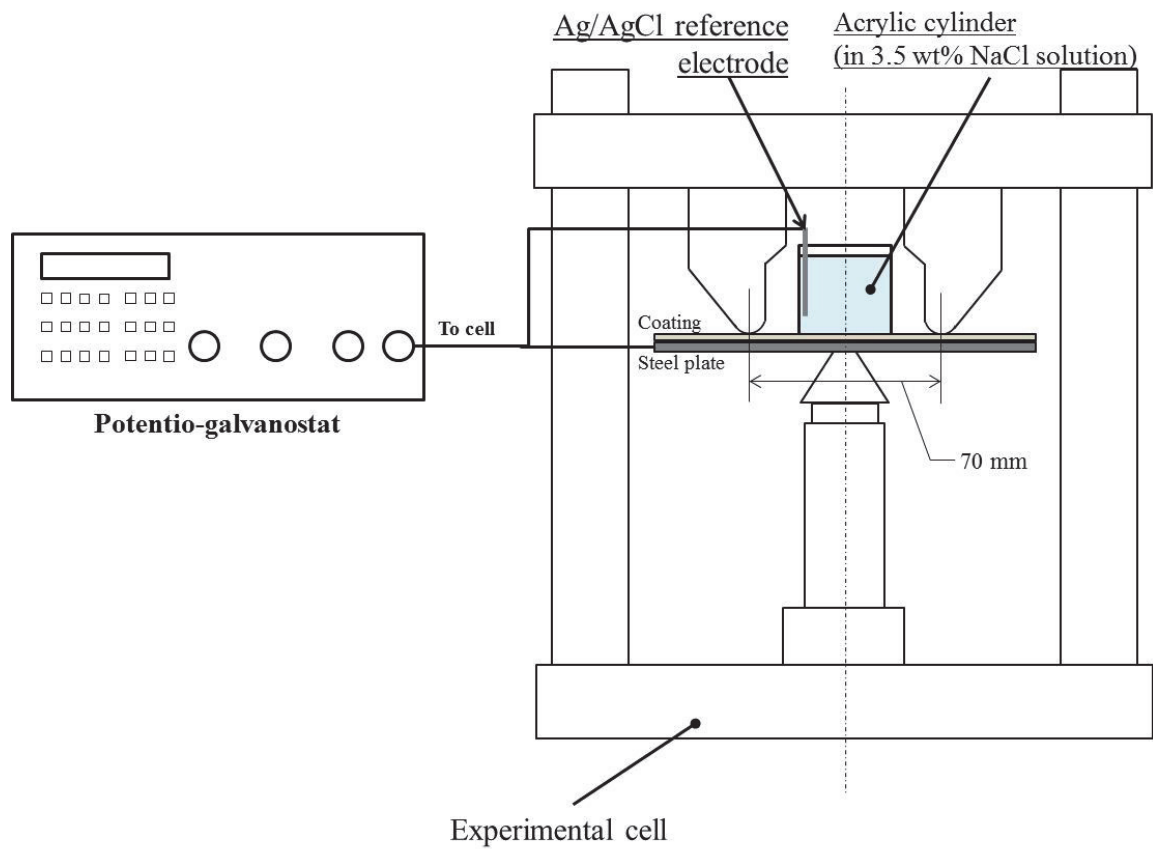 Ag/AgCl reference
electrode
Acrylic cylinder
(in 3.5 wt% NaCl solution)
To cell
Coating
Steel plate
Potentio-galvanostat
70 mm
Experimental cell